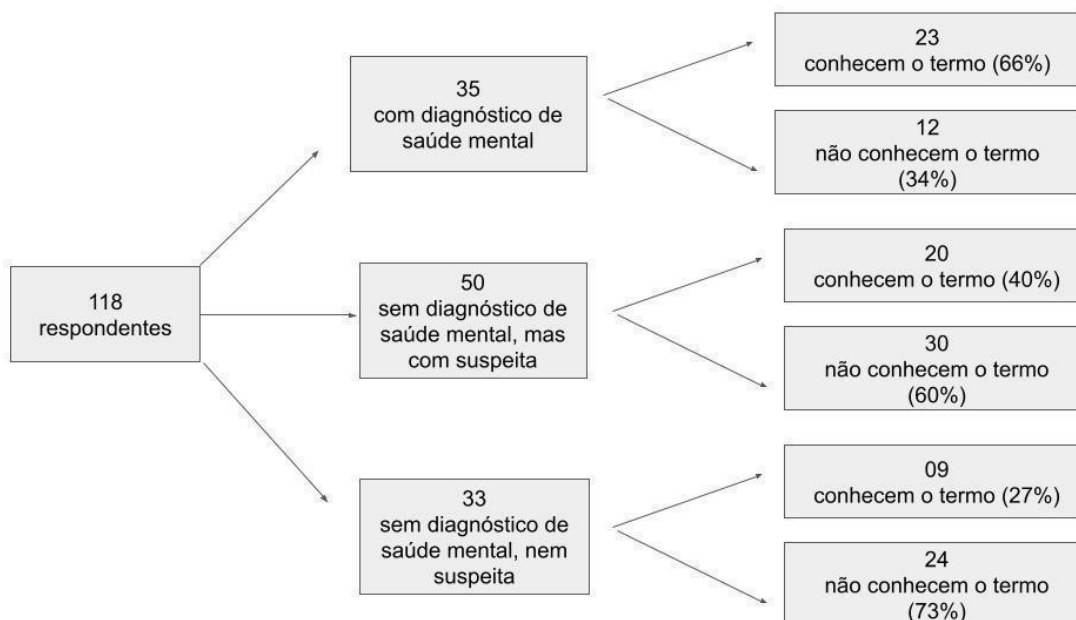 118
respondentes
35
com diagnóstico de
saúde mental
23
conhecem o termo (66%)
12
não conhecem o termo
(34%)
50
sem diagnóstico de
saúde mental, mas
com suspeita
20
conhecem o termo (40%)
30
não conhecem o termo
(60%)
33
sem diagnóstico de
saúde mental, nem
suspeita
09
conhecem o termo (27%)
24
não conhecem o termo
(73%)